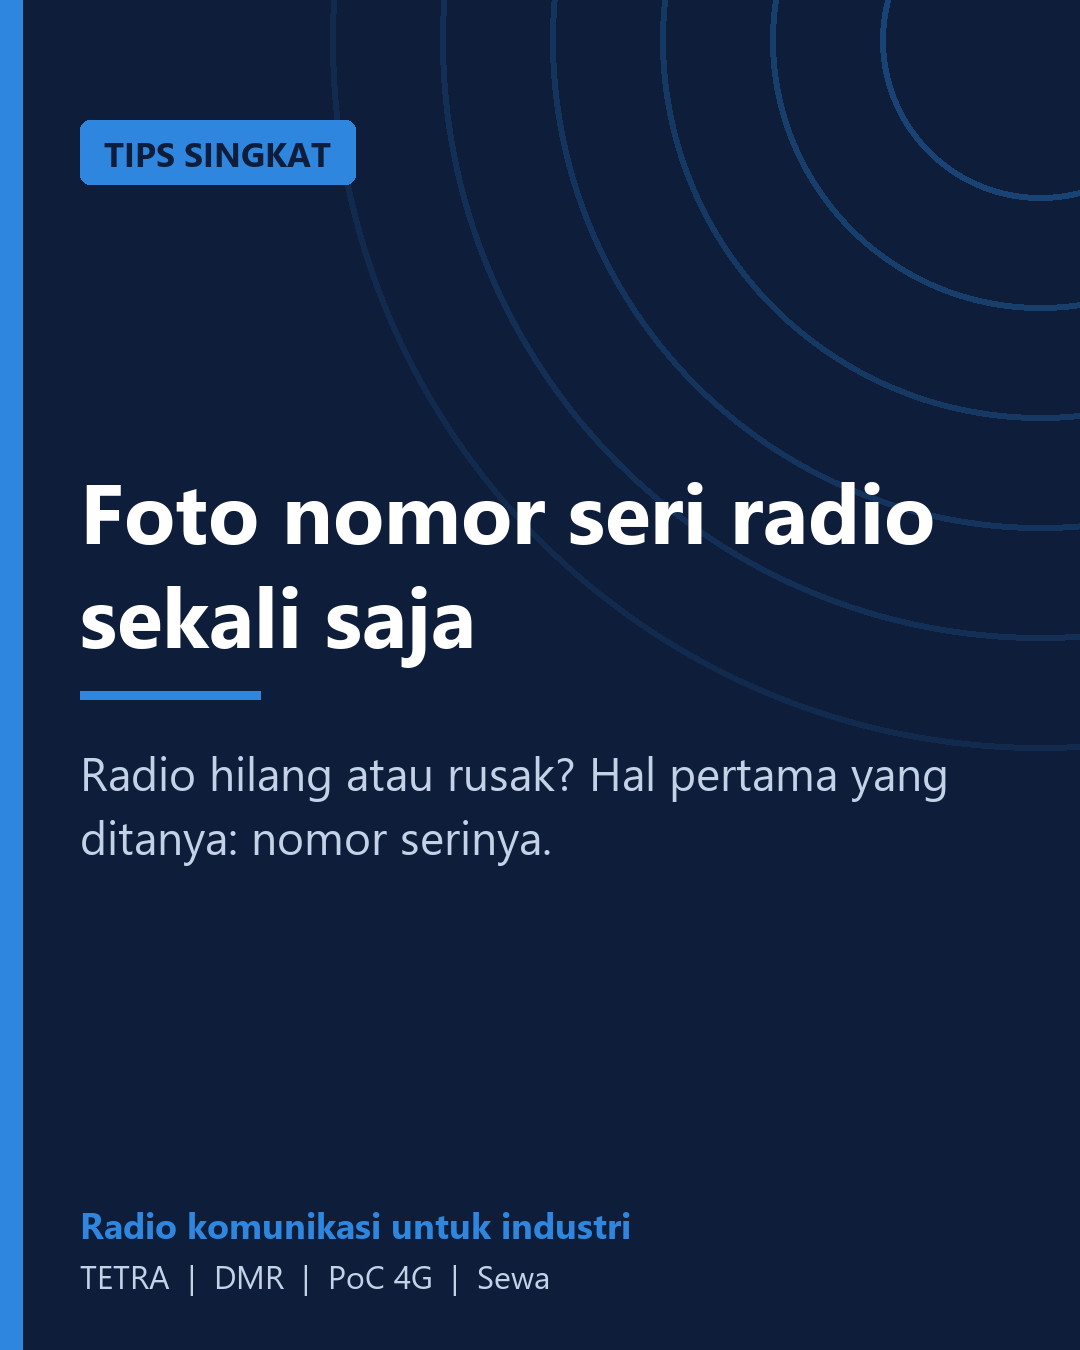 TIPS SINGKAT
Foto nomor seri radio
sekali saja
Radio hilang atau rusak? Hal pertama yang
ditanya: nomor serinya.
Radio komunikasi untuk industri
TETRA | DMR | PoC 4G | Sewa